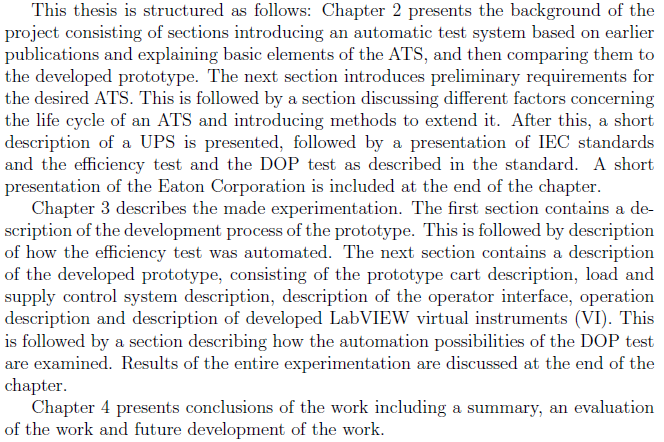 This thesis is structured as follows: Chapter 2 presents the background of the
project consisting of sections introducing an automatic test system based on earlier
publications and explaining basic elements of the ATS, and then comparing them to
the developed prototype. The next section introduces preliminary requirements for
the desired ATS. This is followed by a section discussing different factors concerning
the life cycle of an ATS and introducing methods to extend it. After this, a short
description of a UPS is presented, followed by a presentation of IEC standards
and the efficiency test and the DOP test as described in the standard. A short
presentation of the Eaton Corporation is included at the end of the chapter.
Chapter 3 describes the made experimentation. The first section contains a de-
scription of the development process of the prototype. This is followed by description
of how the efficiency test was automated. The next section contains a description
of the developed prototype, consisting of the prototype cart description, load and
supply control system description, description of the operator interface, operation
description and description of developed LabVIEW virtual instruments (VI). This
is followed by a section describing how the automation possibilities of the DOP test
are examined. Results of the entire experimentation are discussed at the end of the
chapter.
Chapter 4 presents conclusions of the work including a summary, an evaluation
of the work and future development of the work.